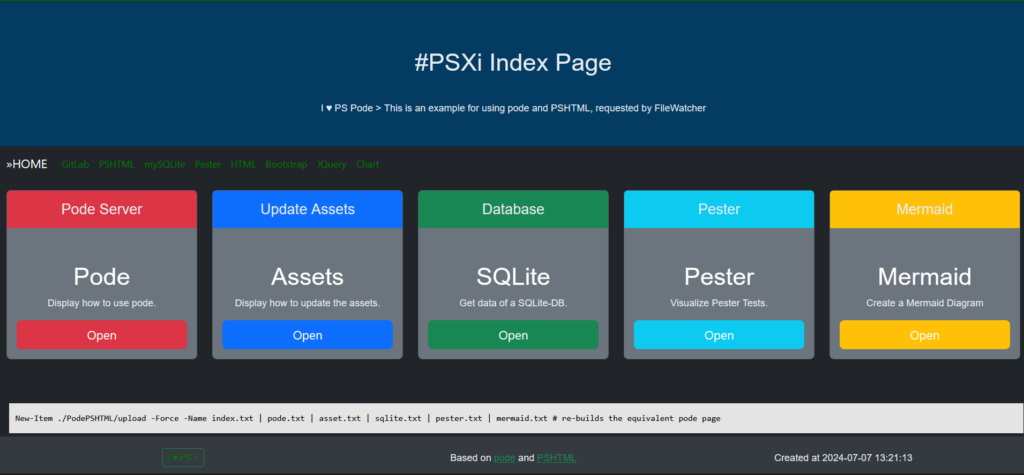 #PSXi Index Page
I ♥ PS Pode > This is an example for using pode and PSHTML, requested by FileWatcher
»HOME GitLab PSHTML mySQLite Pester HTML Bootstrap JQuery Chart
Pode Server Update Assets Database Pester Mermaid
Pode Assets SQLite Pester Mermaid
Display how to use pode. Display how to update the assets. Get data of a SQLite-DB. Visualize Pester Tests. Create a Mermaid Diagram
Open Open Open Open Open
New-Item ./PodePSHTML/upload -Force -Name index.txt | pode.txt | asset.txt | sqlite.txt | pester.txt | mermaid.txt # re-builds the equivalent pode page
I ♥ PS > Based on pode and PSHTML Created at 2024-07-07 13:21:13